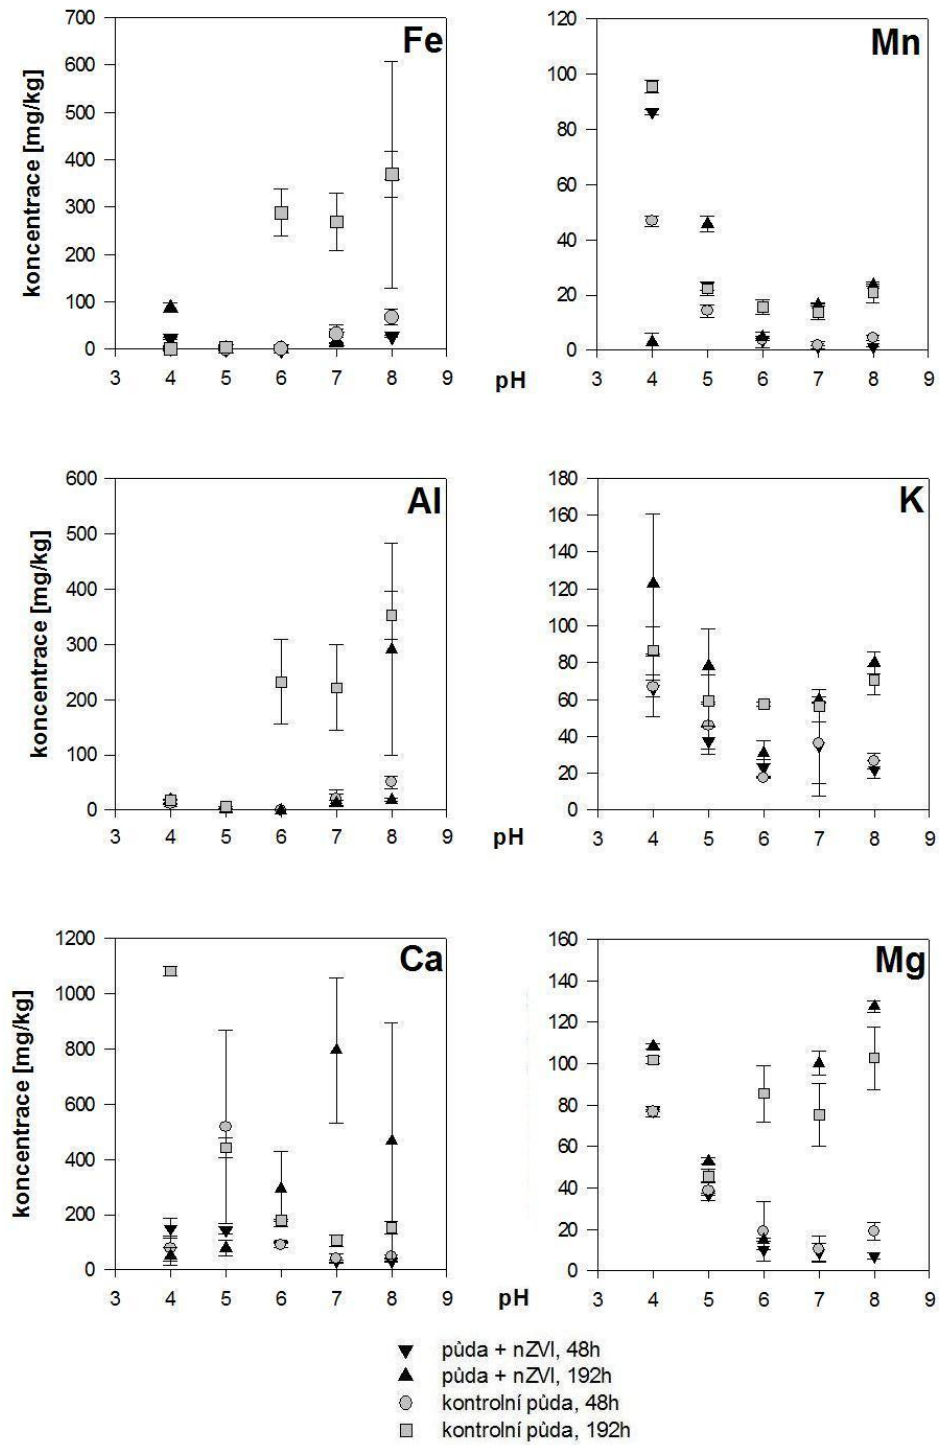 Fe
koncentrace [mg/kg]
700
600
500
400
300
200
100
0
3 4 5 6 7 8 9
pH
Mn
120
100
80
60
40
20
0
3 4 5 6 7 8 9
Al
koncentrace [mg/kg]
600
500
400
300
200
100
0
3 4 5 6 7 8 9
pH
K
180
160
140
120
100
80
60
40
20
0
3 4 5 6 7 8 9
Ca
koncentrace [mg/kg]
1200
1000
800
600
400
200
0
3 4 5 6 7 8 9
pH
Mg
160
140
120
100
80
60
40
20
0
3 4 5 6 7 8 9
pùda + nZVI, 48h
pùda + nZVI, 192h
kontrolní pùda, 48h
kontrolní pùda, 192h